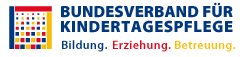 BUNDESVERBAND FÜR
KINDERTAGESPFLEGE
Bildung. Erziehung. Betreuung.